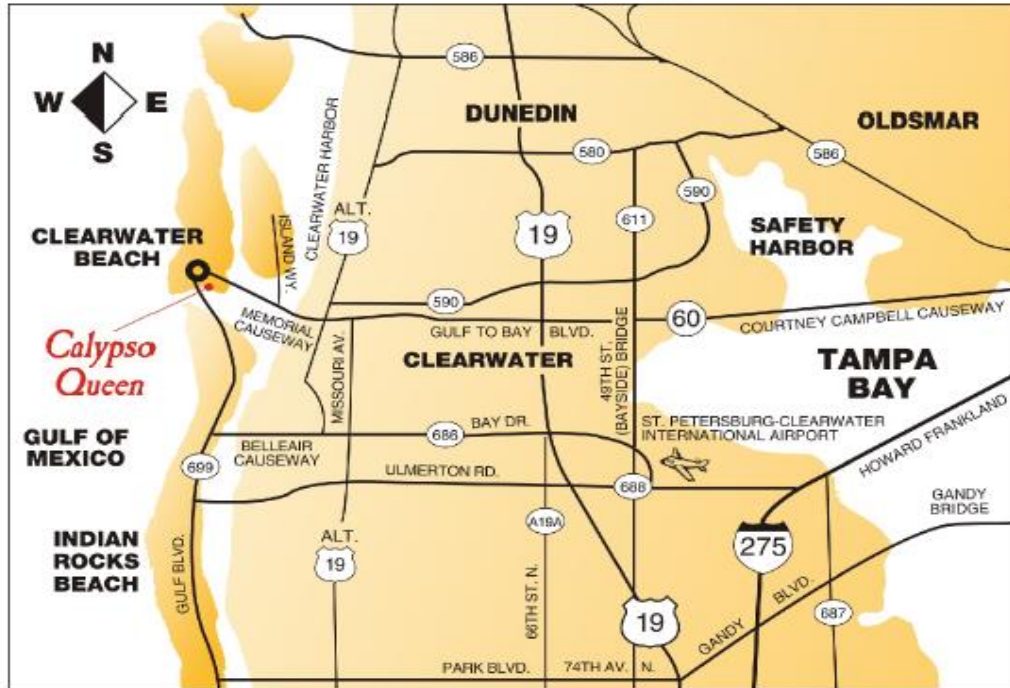 N
W E
S
586
DUNEDIN
OLDSMAR
580
586
CLEARWATER HARBOR
590
ALT.
19
ISLAND WY.
19
611
SAFETY
HARBOR
CLEARWATER
BEACH
590
60
COURTNEY CAMPBELL CAUSEWAY
MEMORIAL
CAUSEWAY
GULF TO BAY BLVD.
Calypso
Queen
MISSOURI AV.
CLEARWATER
49TH ST.
(BAYSIDE) BRIDGE
TAMPA
BAY
GULF OF
MEXICO
686
BAY DR.
ST. PETERSBURG-CLEARWATER
INTERNATIONAL AIRPORT
HOWARD FRANKLAND
BELLEAIR
CAUSEWAY
699
ULMERTON RD.
688
GANDY
BRIDGE
INDIAN
ROCKS
BEACH
GULF BLVD.
ALT.
19
A19A
66TH ST. N.
275
19
GANDY BLVD.
687
PARK BLVD.
74TH AV. N.